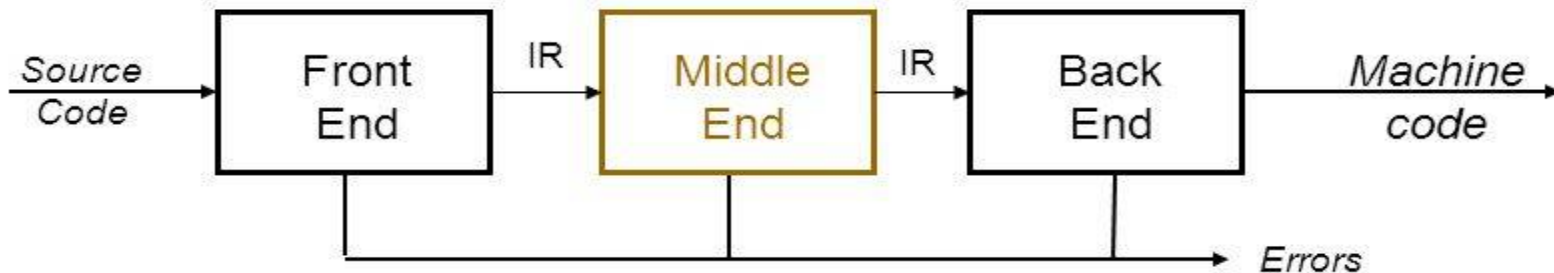 Source
Code
Front
End
IR
Middle
End
IR
Back
End
Machine
code
Errors